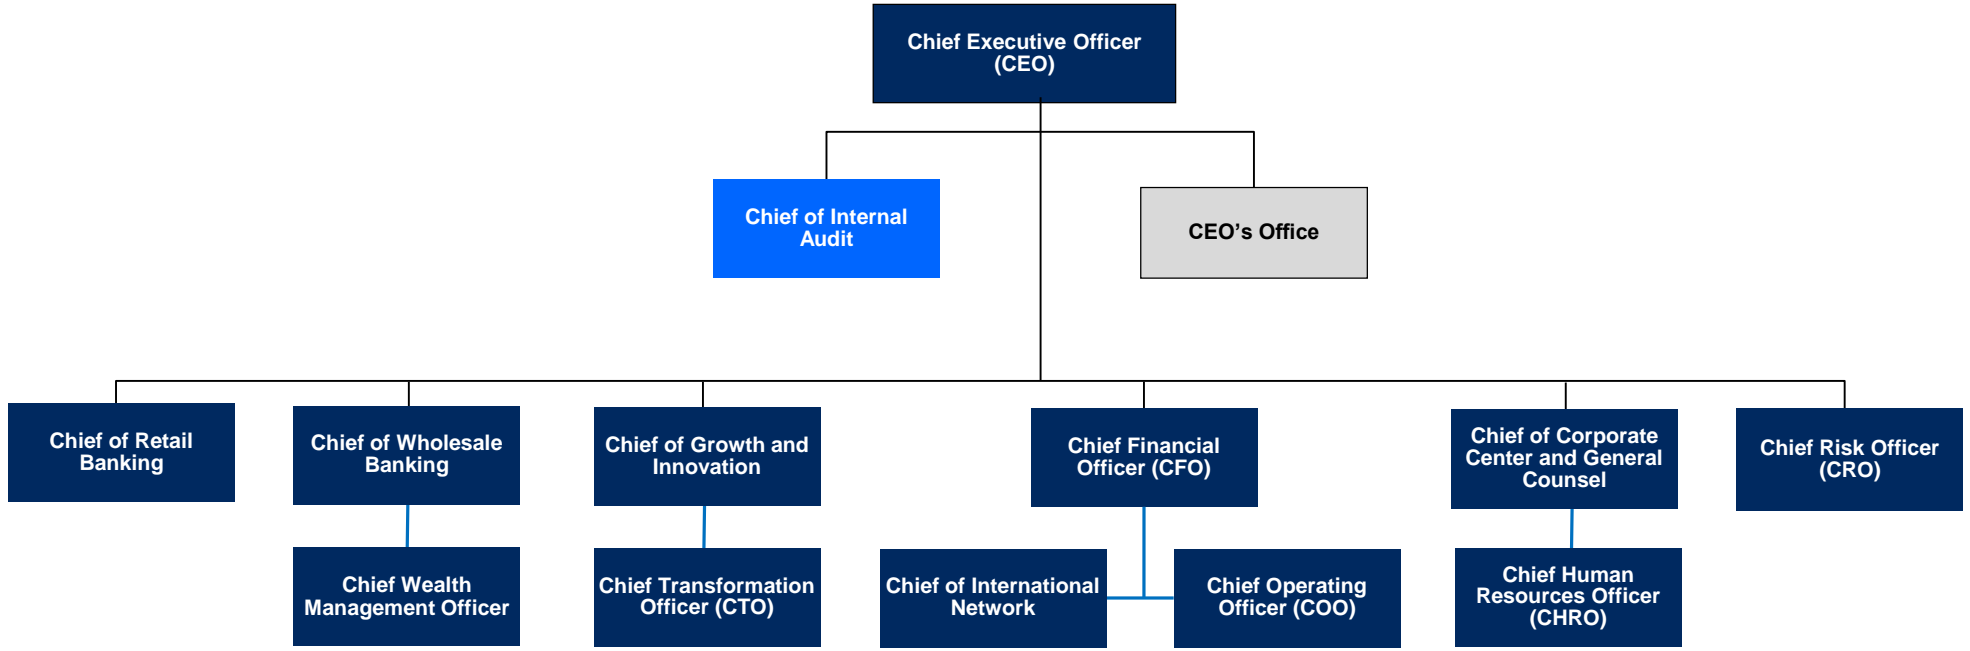 Chief Executive Officer
(CEO)
Chief of Internal
Audit
CEO’s Office
Chief of Retail
Banking
Chief of Wholesale
Banking
Chief of Growth and
Innovation
Chief Financial
Officer (CFO)
Chief of Corporate
Center and General
Counsel
Chief Risk Officer
(CRO)
Chief Wealth
Management Officer
Chief Transformation
Officer (CTO)
Chief of International
Network
Chief Operating
Officer (COO)
Chief Human
Resources Officer
(CHRO)